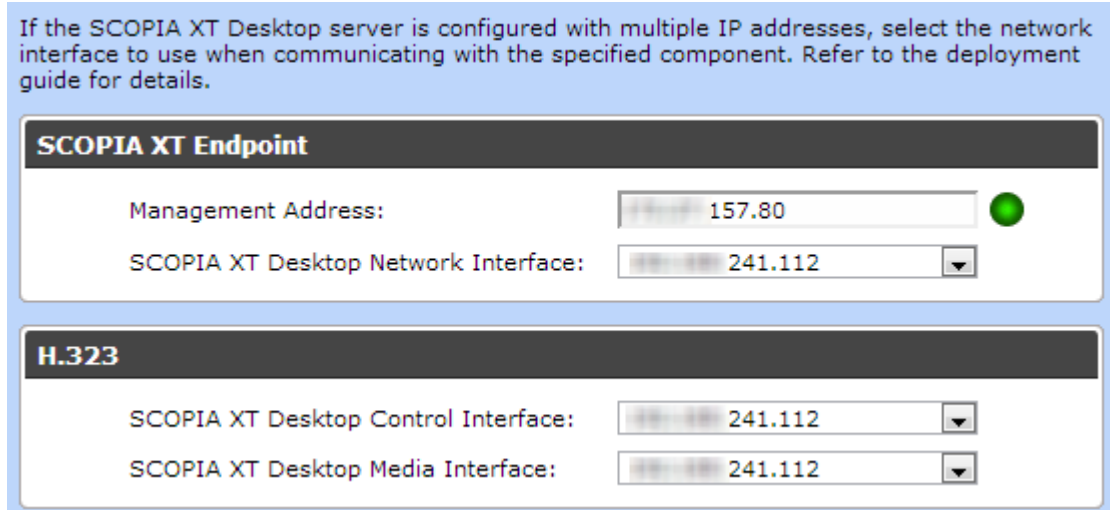 If the SCOPIA XT Desktop server is configured with multiple IP addresses, select the network
interface to use when communicating with the specified component. Refer to the deployment
guide for details.
SCOPIA XT Endpoint
Management Address: 157.80
SCOPIA XT Desktop Network Interface: 241.112
H.323
SCOPIA XT Desktop Control Interface: 241.112
SCOPIA XT Desktop Media Interface: 241.112